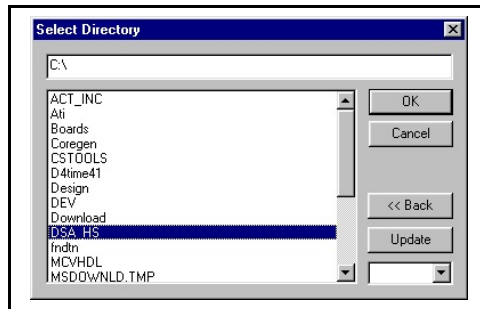 Select Directory
C:\
ACT_INC
Ati
Boards
Coregen
CSTOOLS
D4time41
Design
DEV
Download
DSA_HS
fndtn
MCVHDL
MSDOWNLD.TMP
OK
Cancel
<< Back
Update